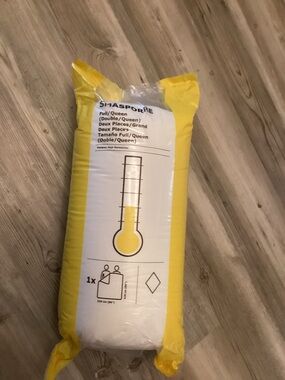 SMÅSPORRE
Full/Queen
(Double/Queen)
Deux Places/Grand
Deux Places
Tamaño Full/Queen
(Doble/Queen)
1x